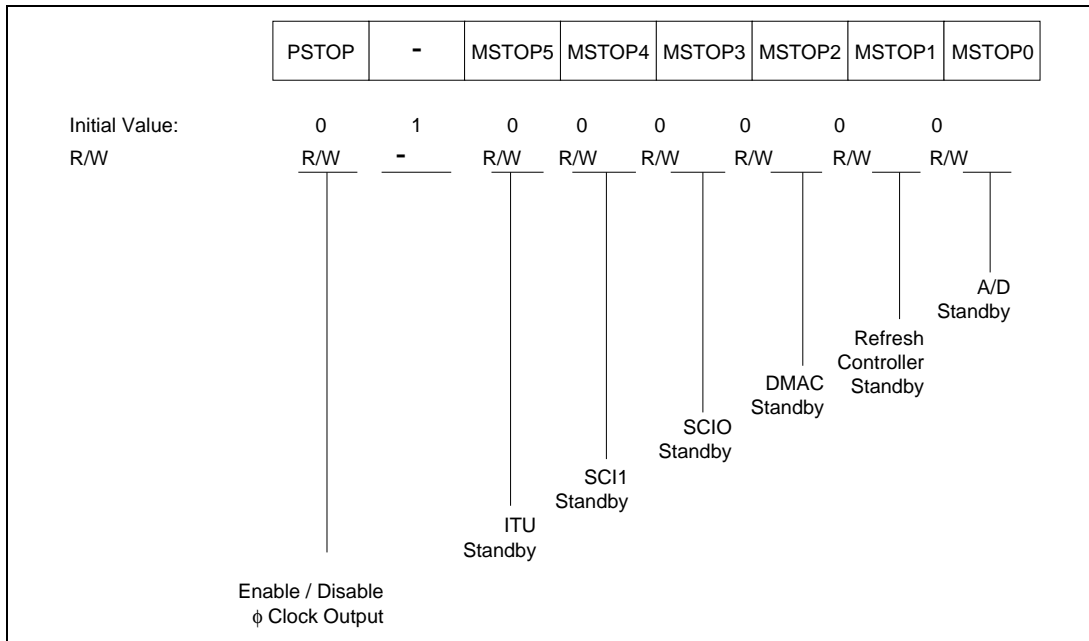 PSTOP - MSTOP5 MSTOP4 MSTOP3 MSTOP2 MSTOP1 MSTOP0
Initial Value: 0 1 0 0 0 0 0 0
R/W R/W - R/W R/W R/W R/W R/W R/W
A/D
Standby
Refresh
Controller
Standby
DMAC
Standby
SCIO
Standby
SCI1
Standby
ITU
Standby
Enable / Disable
ϕ Clock Output